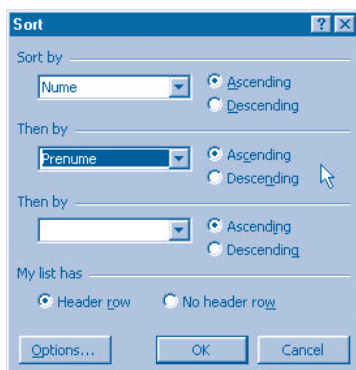 Sort
Sort by
Nume
Ascending
Descending
Then by
Prenume
Ascending
Descending
Then by
Ascending
Descending
My list has
Header row
No header row
Options...
OK
Cancel